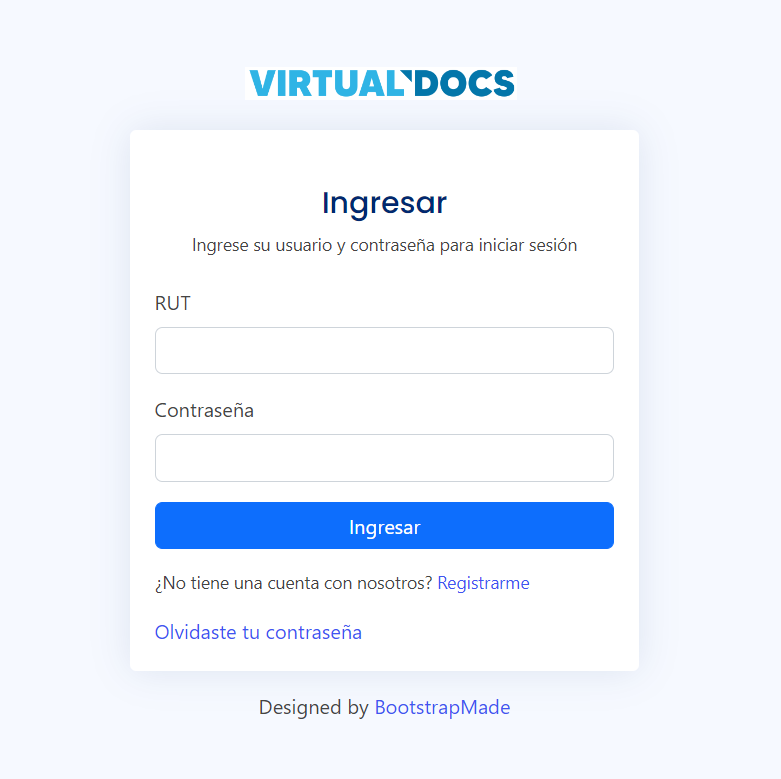 VIRTUAL DOCS
Ingresar
Ingrese su usuario y contraseña para iniciar sesión
RUT
Contraseña
Ingresar
¿No tiene una cuenta con nosotros? Registrarme
Olvidaste tu contraseña
Designed by BootstrapMade